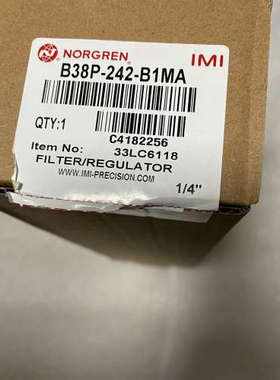 NORGREN IMI
B38P-242-B1MA
QTY:1 C4182256
Item No: 33LC6118
FILTER/REGULATOR
WWW.IMI-PRECISION.COM
1/4"